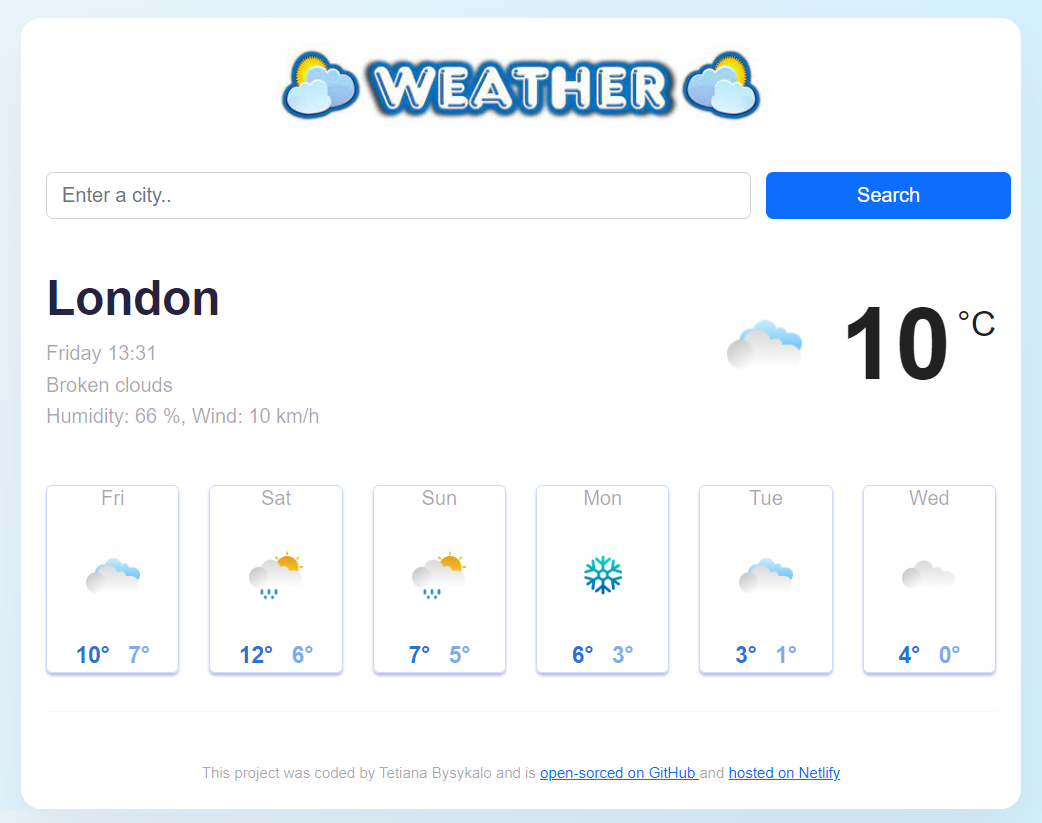 WEATHER
Enter a city..
Search
London
Friday 13:31
Broken clouds
Humidity: 66 %, Wind: 10 km/h
10 °C
Fri
Sat
Sun
Mon
Tue
Wed
10° 7°
12° 6°
7° 5°
6° 3°
3° 1°
4° 0°
This project was coded by Tetiana Bysykalo and is open-sorced on GitHub and hosted on Netlify